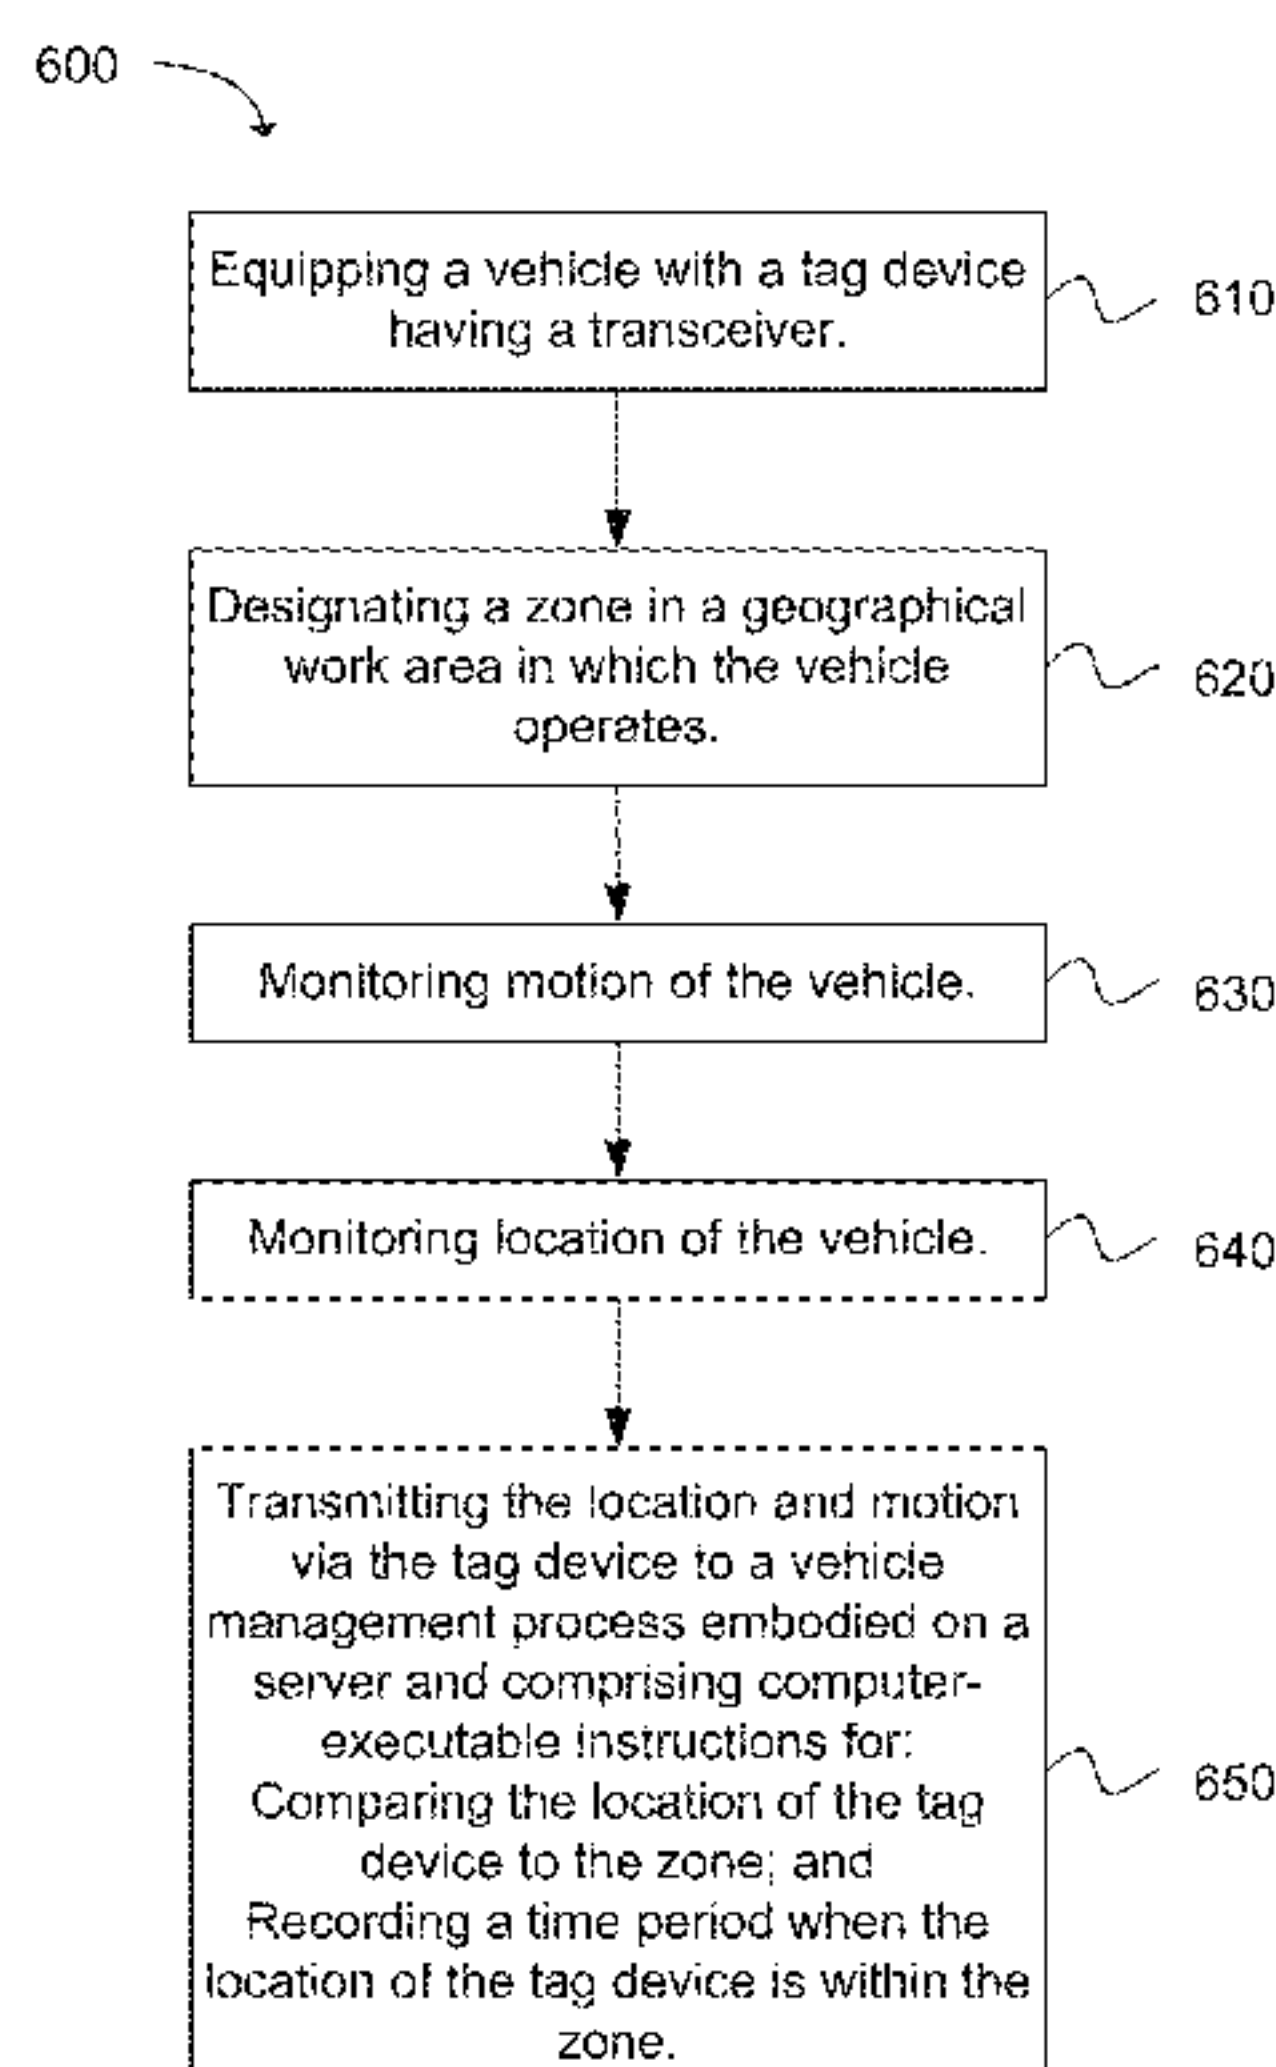 600
Equipping a vehicle with a tag device
having a transceiver.
610
Designating a zone in a geographical
work area in which the vehicle
operates.
620
Monitoring motion of the vehicle.
630
Monitoring location of the vehicle.
640
Transmitting the location and motion
via the tag device to a vehicle
management process embodied on a
server and comprising computer-
executable instructions for:
Comparing the location of the tag
device to the zone; and
Recording a time period when the
location of the tag device is within the
zone.
650